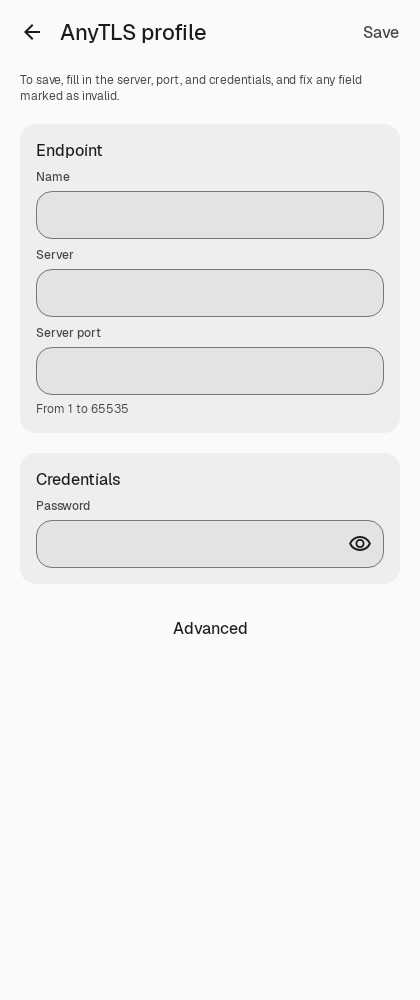 AnyTLS profile
Save
To save, fill in the server, port, and credentials, and fix any field
marked as invalid.
Endpoint
Name
Server
Server port
From 1 to 65535
Credentials
Password
Advanced